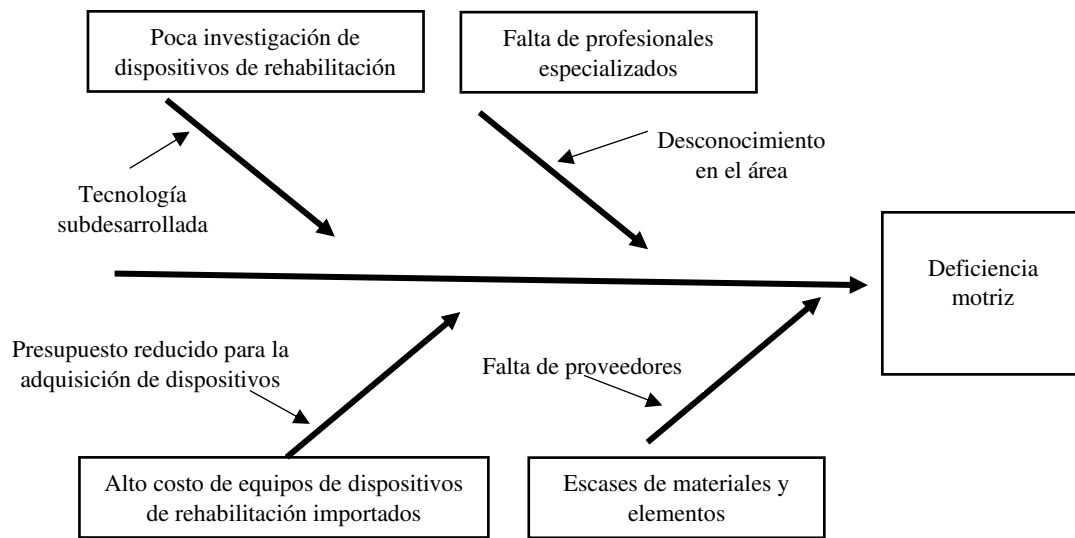 Poca investigación de
dispositivos de rehabilitación
Falta de profesionales
especializados
Desconocimiento
en el área
Tecnología
subdesarrollada
Deficiencia
motriz
Presupuesto reducido para la
adquisición de dispositivos
Falta de proveedores
Alto costo de equipos de dispositivos
de rehabilitación importados
Escases de materiales y
elementos